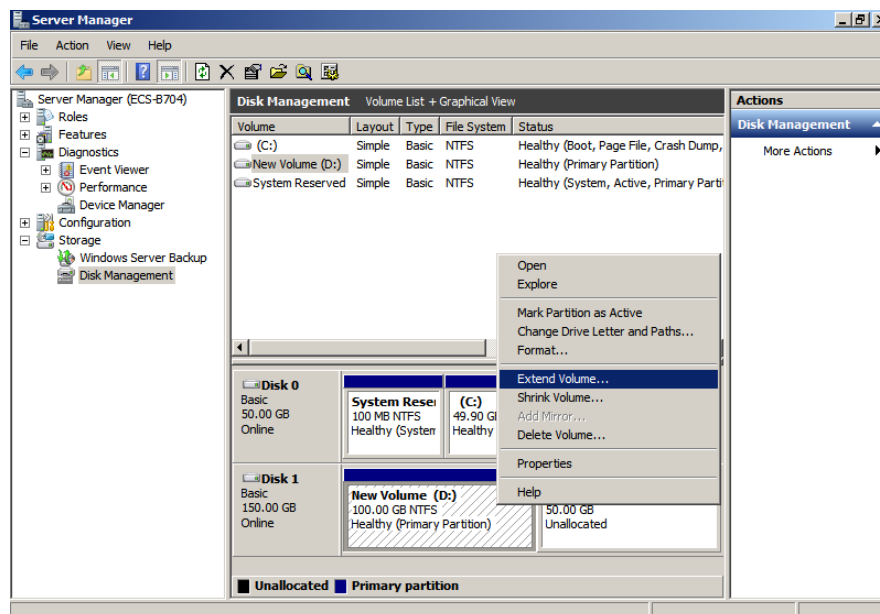 Server Manager
File Action View Help
Server Manager (ECS-B704)
Roles
Features
Diagnostics
Event Viewer
Performance
Device Manager
Configuration
Storage
Windows Server Backup
Disk Management
Disk Management Volume List + Graphical View
Volume Layout Type File System Status
(C:) Simple Basic NTFS Healthy (Boot, Page File, Crash Dump,
New Volume (D:) Simple Basic NTFS Healthy (Primary Partition)
System Reserved Simple Basic NTFS Healthy (System, Active, Primary Parti
Open
Explore
Mark Partition as Active
Change Drive Letter and Paths...
Format...
Extend Volume...
Shrink Volume...
Add Mirror...
Delete Volume...
Properties
Help
Disk 0
Basic
50.00 GB
Online
System Rese
100 MB NTFS
Healthy (System
(C:)
49.90 G
Healthy
Disk 1
Basic
150.00 GB
Online
New Volume (D:)
100.00 GB NTFS
Healthy (Primary Partition)
50.00 GB
Unallocated
Unallocated Primary partition
Actions
Disk Management
More Actions